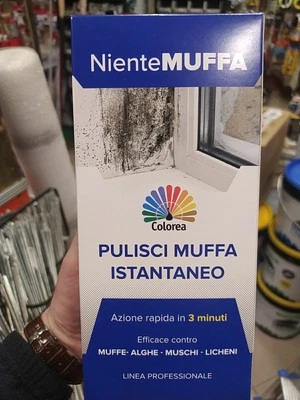 NienteMUFFA
Colorea
PULISCI MUFFA
ISTANTANEO
Azione rapida in 3 minuti
Efficace contro
MUFFE- ALGHE - MUSCHI - LICHENI
LINEA PROFESSIONALE